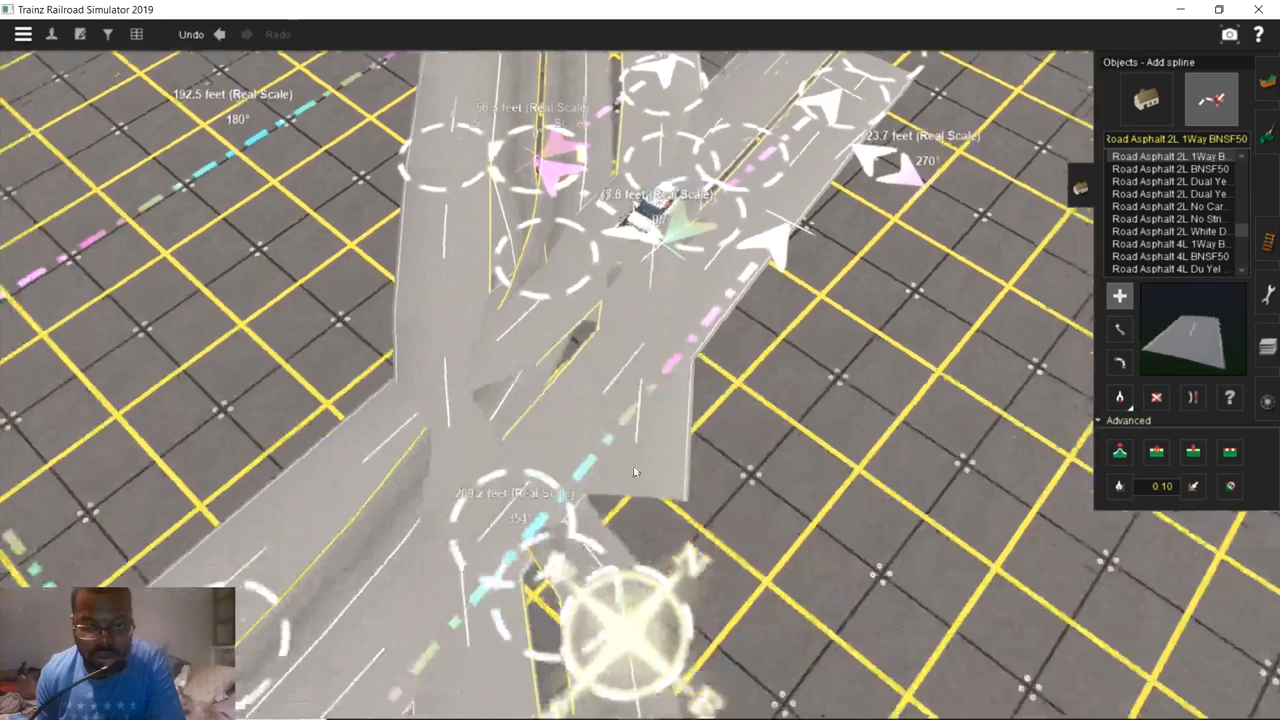 Trainz Railroad Simulator 2019
Undo
Redo
?
Objects - Add spline
192.5 feet (Real Scale)
180°
23.7 feet (Real Scale)
270°
Road Asphalt 2L 1Way BNSF50
Road Asphalt 2L 1Way B...
Road Asphalt 2L BNSF50
Road Asphalt 2L Dual Ye...
Road Asphalt 2L Dual Ye...
Road Asphalt 2L No Car...
Road Asphalt 2L No Stri...
Road Asphalt 2L White D...
Road Asphalt 4L 1Way B...
Road Asphalt 4L BNSF50
Road Asphalt 4L Du Yel ...
?
Advanced
feet (Real Scale)
0.10